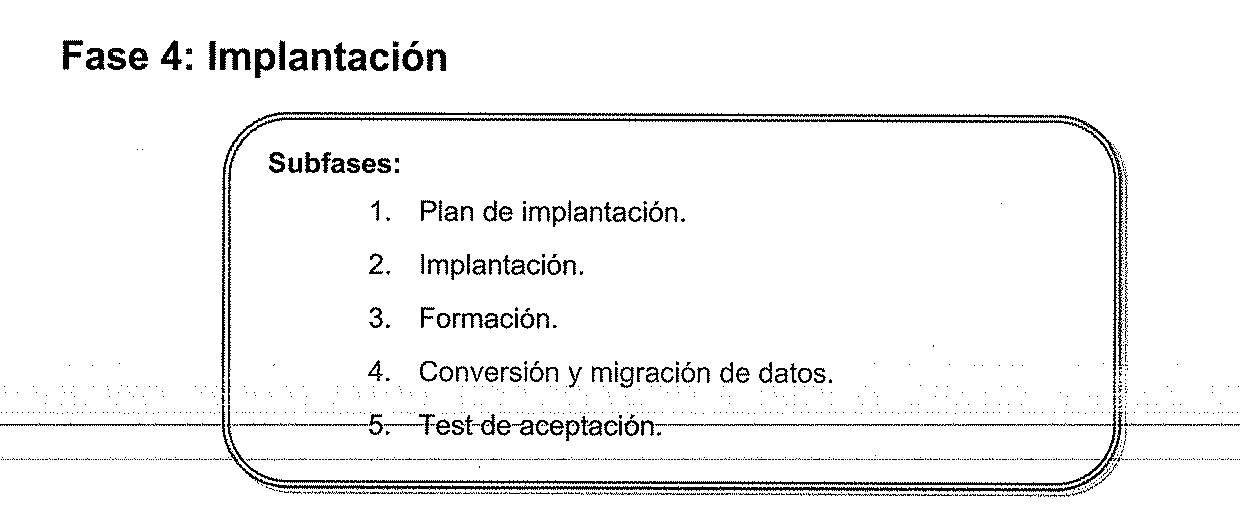 Fase 4: Implantación
Subfases:
1. Plan de implantación.
2. Implantación.
3. Formación.
4. Conversión y migración de datos.
5. Test de aceptación.